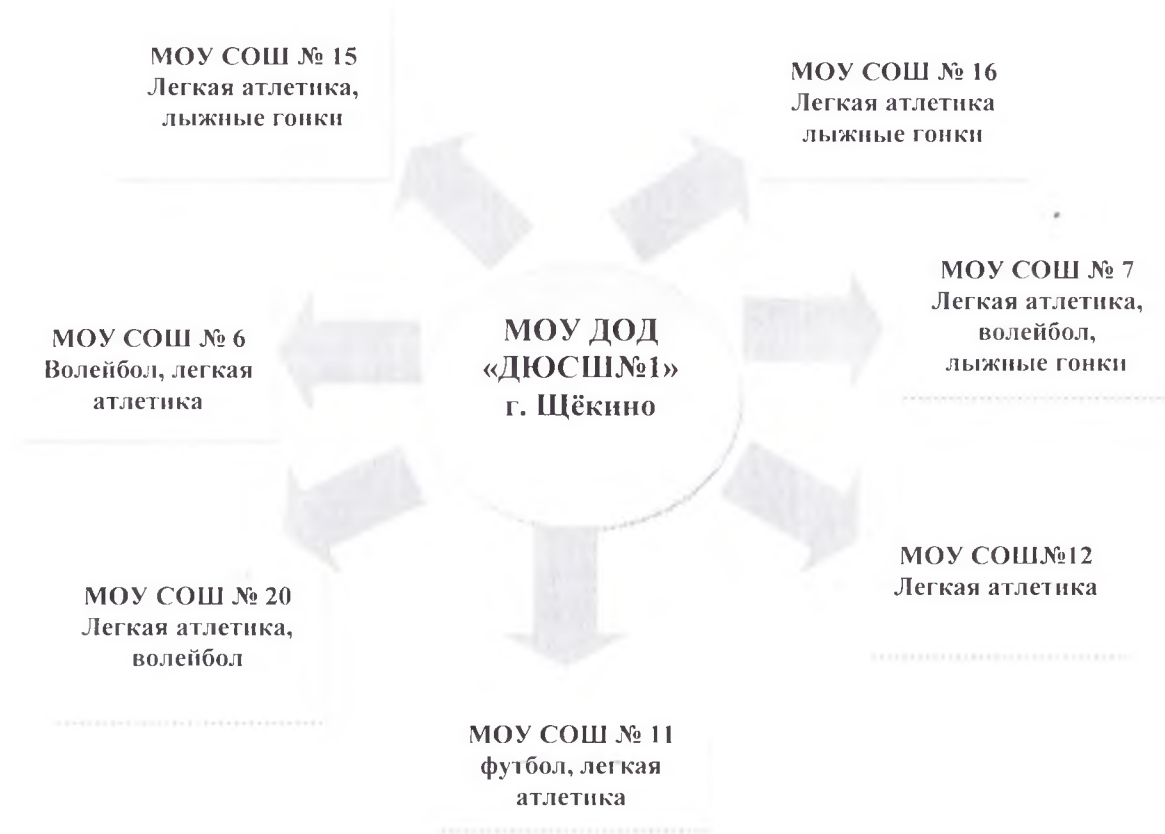 МОУ СОШ № 15
Легкая атлетика,
лыжные гонки
МОУ СОШ № 16
Легкая атлетика
лыжные гонки
МОУ СОШ № 7
Легкая атлетика,
волейбол,
лыжные гонки
МОУ СОШ № 6
Волейбол, легкая
атлетика
МОУ ДОД
«ДЮСШ№1»
г. Щёкино
МОУ СОШ№12
Легкая атлетика
МОУ СОШ № 20
Легкая атлетика,
волейбол
МОУ СОШ № 11
футбол, легкая
атлетика